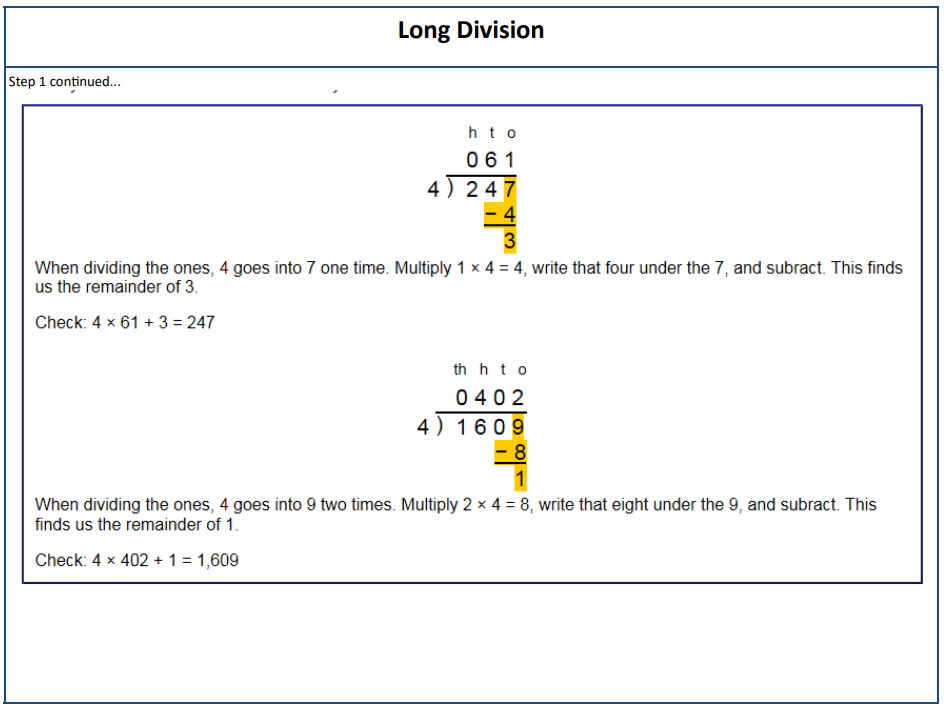 Long Division
Step 1 continued...
h t o
0 6 1
4 ) 2 4 7
− 4
3
When dividing the ones, 4 goes into 7 one time. Multiply 1 × 4 = 4, write that four under the 7, and subract. This finds
us the remainder of 3.
Check: 4 × 61 + 3 = 247
th h t o
0 4 0 2
4 ) 1 6 0 9
− 8
1
When dividing the ones, 4 goes into 9 two times. Multiply 2 × 4 = 8, write that eight under the 9, and subract. This
finds us the remainder of 1.
Check: 4 × 402 + 1 = 1,609